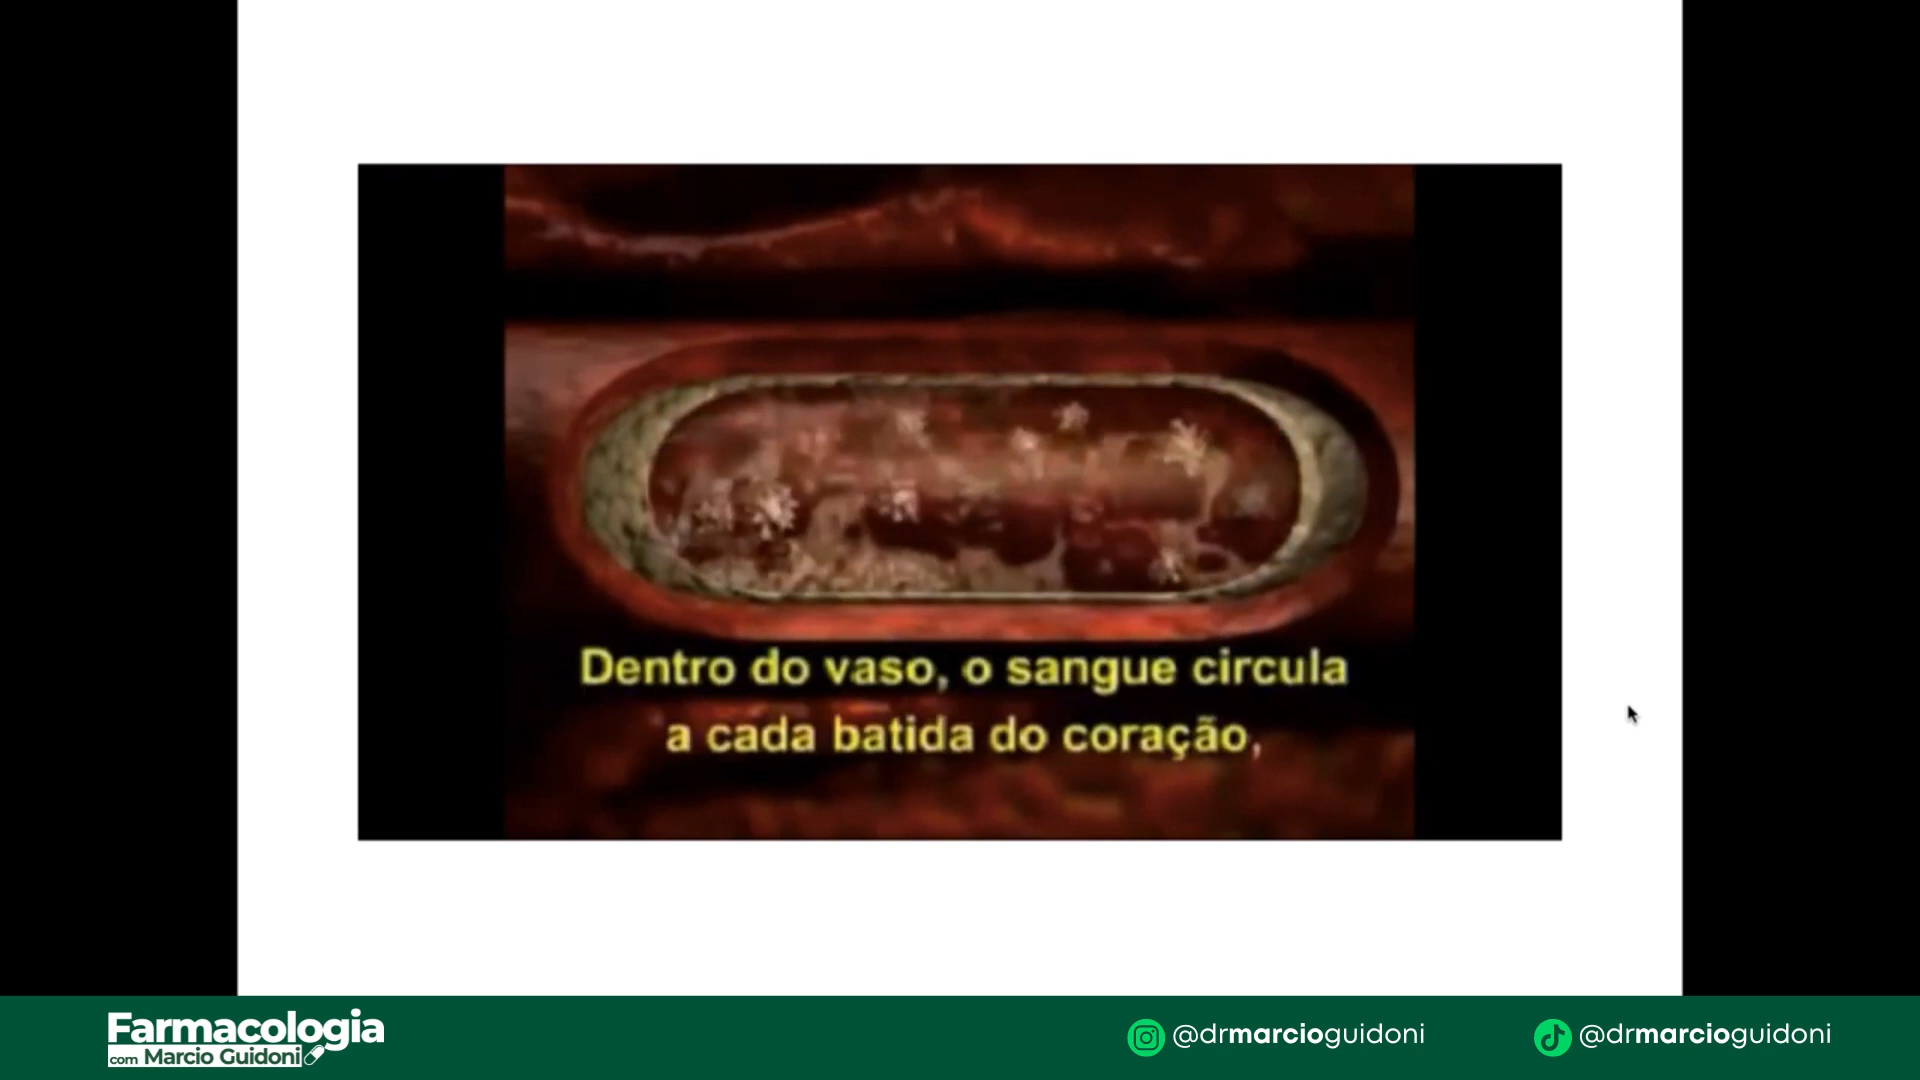 Dentro do vaso, o sangue circula
a cada batida do coração,
Farmacologia
com Marcio Guidoni
@drmarcioguidoni
@drmarcioguidoni